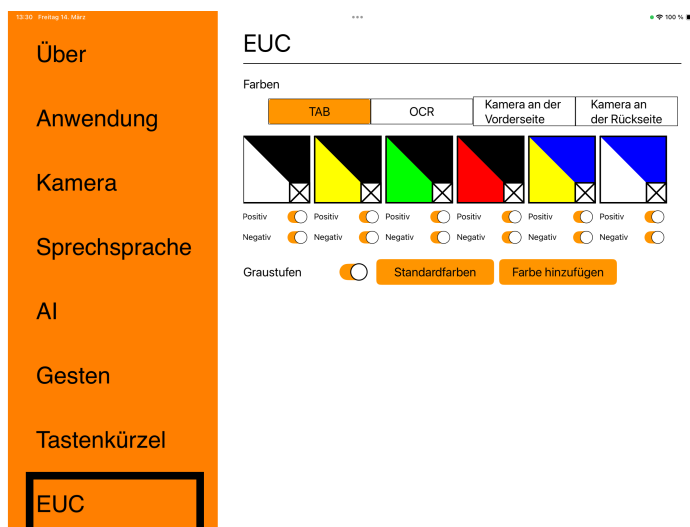 13:30 Freitag 14. März
100 %
Über
Anwendung
Kamera
Sprechsprache
AI
Gesten
Tastenkürzel
EUC
EUC
Farben
TAB
OCR
Kamera an der
Vorderseite
Kamera an
der Rückseite
Positiv Positiv Positiv Positiv Positiv Positiv
Negativ Negativ Negativ Negativ Negativ Negativ
Graustufen
Standardfarben
Farbe hinzufügen